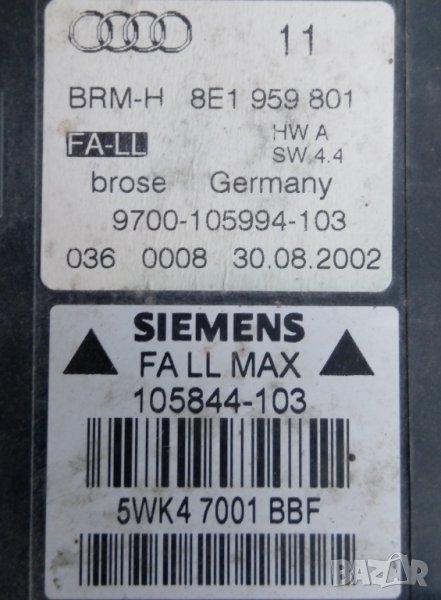 11
BRM-H 8E1 959 801
FA-LL HW A
SW 4.4
brose Germany
9700-105994-103
036 0008 30.08.2002
SIEMENS
FA LL MAX
105844-103
5WK4 7001 BBF
BAZAR